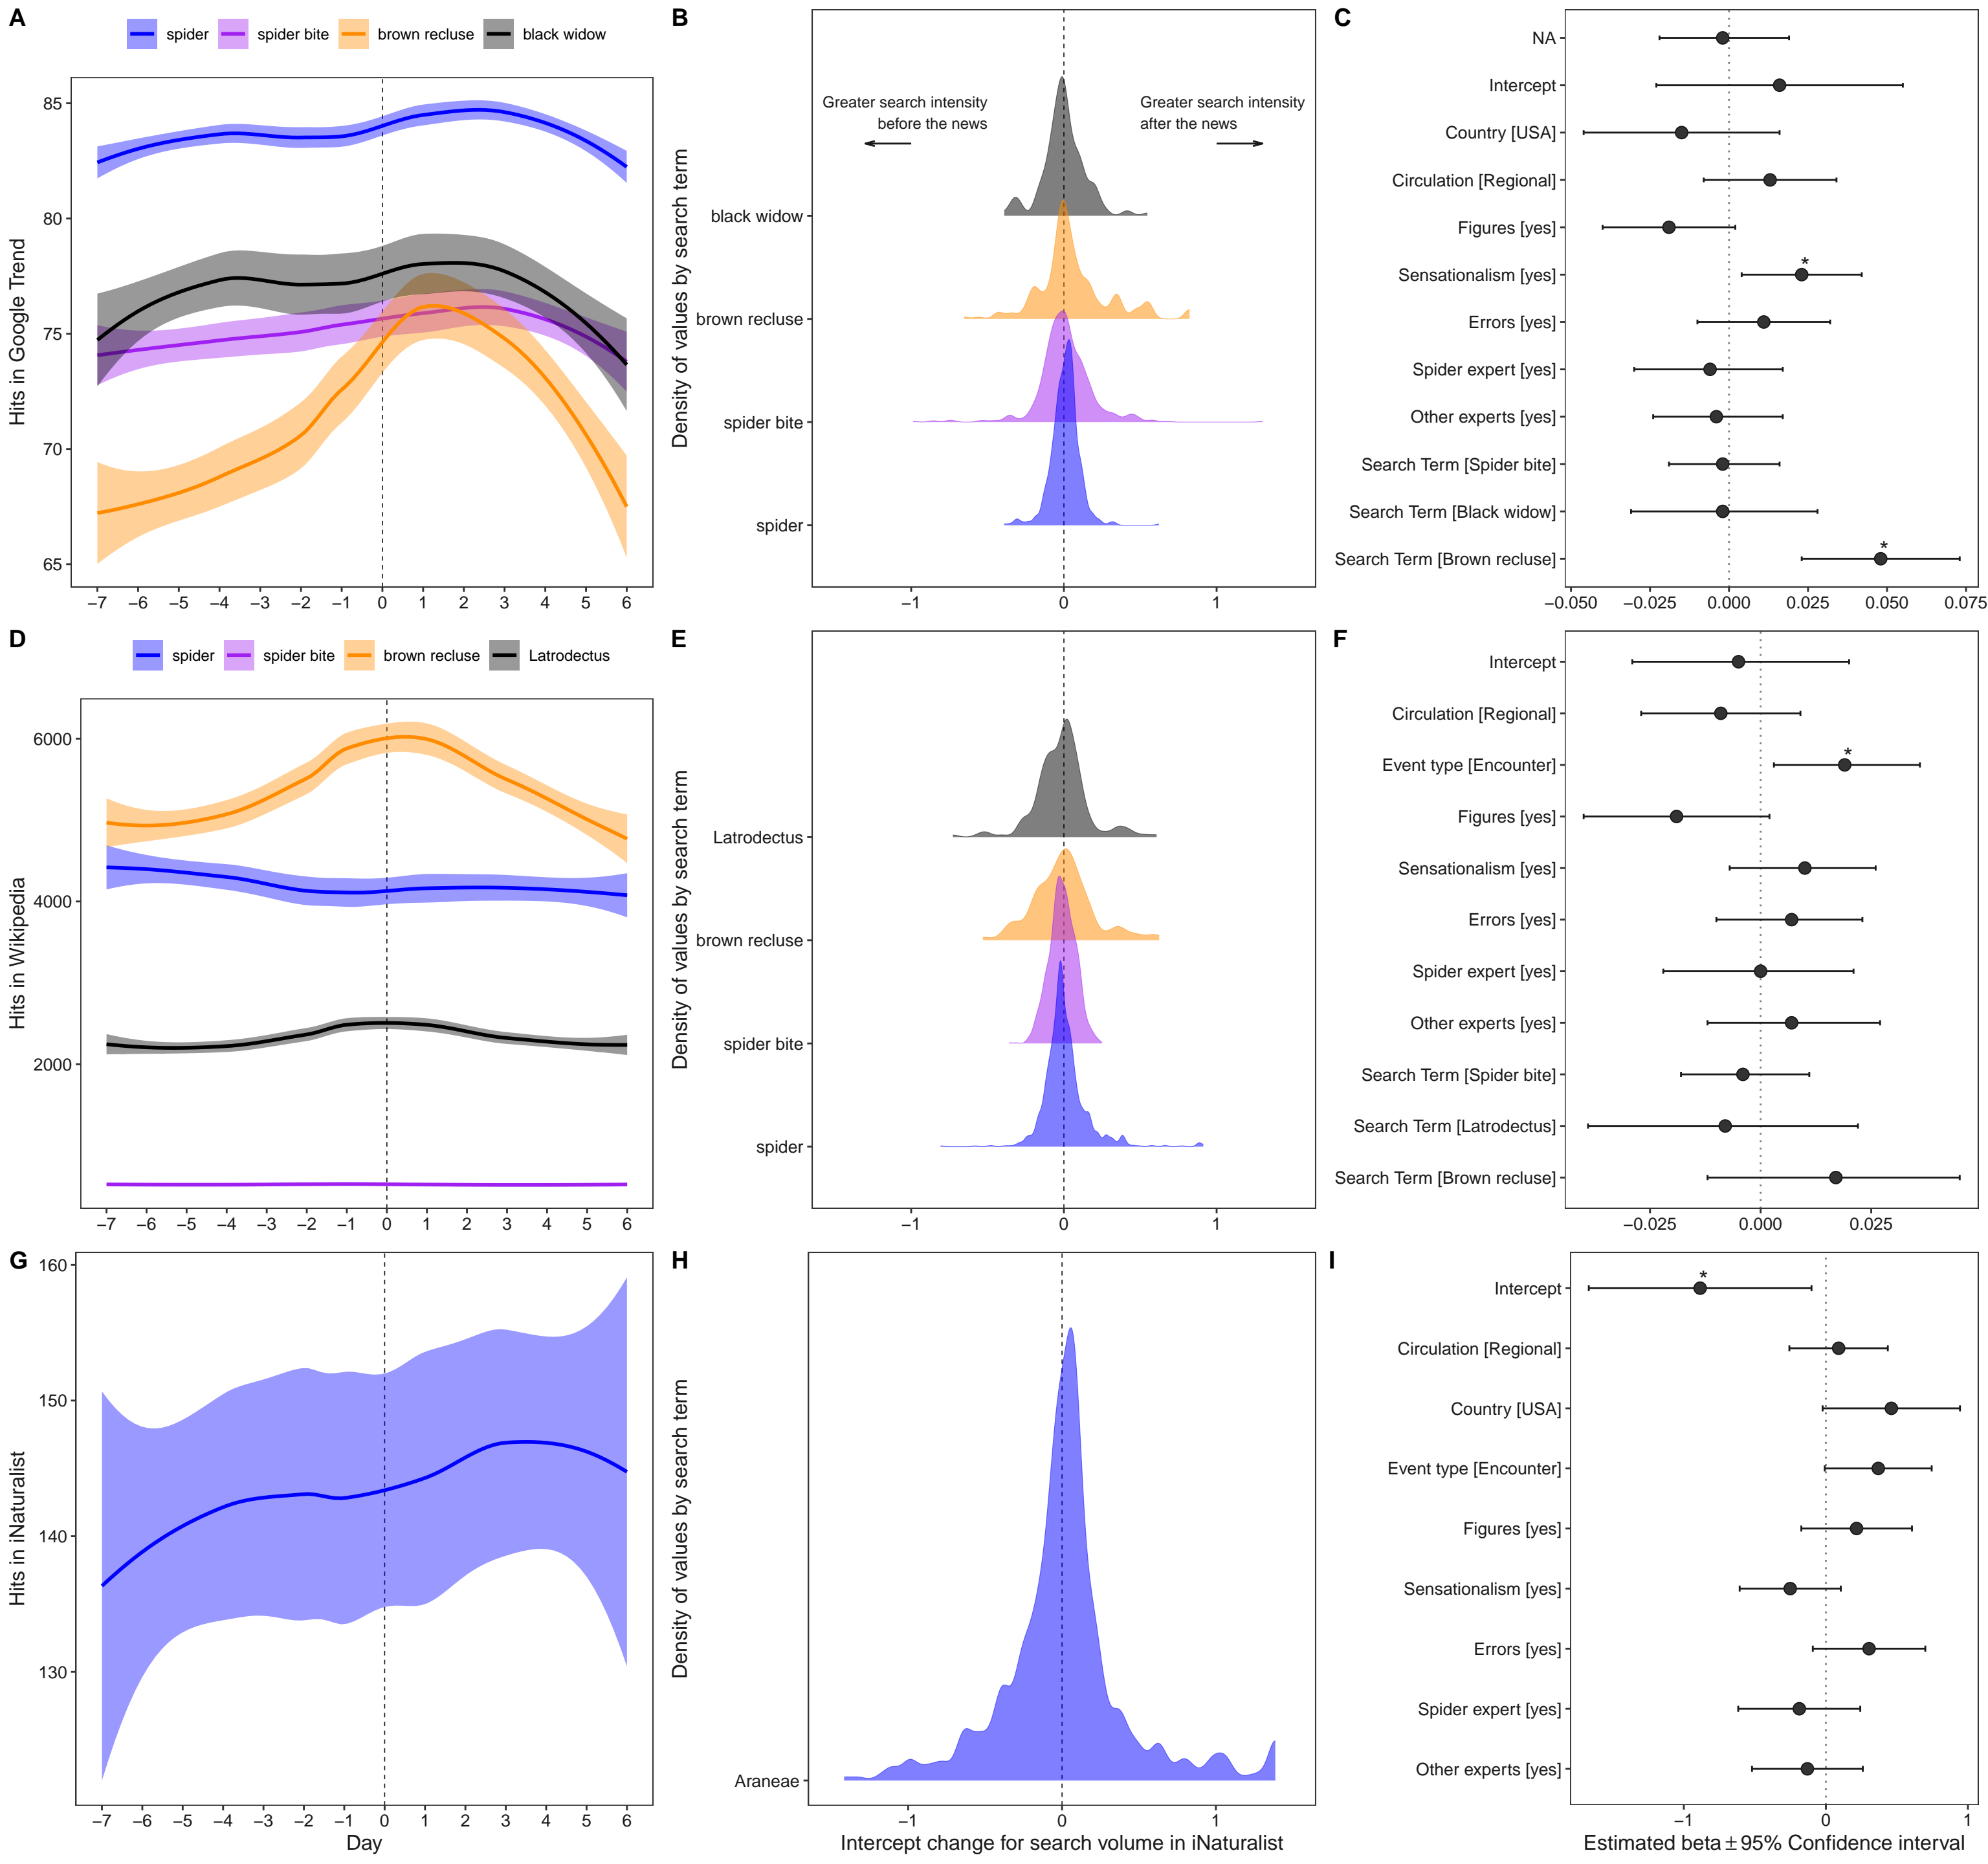 A
spider
spider bite
brown recluse
black widow
Hits in Google Trend
85
80
75
70
65
−7 −6 −5 −4 −3 −2 −1 0 1 2 3 4 5 6
B
Density of values by search term
Greater search intensity
before the news
Greater search intensity
after the news
black widow
brown recluse
spider bite
spider
−1 0 1
C
NA
Intercept
Country [USA]
Circulation [Regional]
Figures [yes]
Sensationalism [yes]
*
Errors [yes]
Spider expert [yes]
Other experts [yes]
Search Term [Spider bite]
Search Term [Black widow]
Search Term [Brown recluse]
*
−0.050 −0.025 0.000 0.025 0.050 0.075
D
spider
spider bite
brown recluse
Latrodectus
Hits in Wikipedia
6000
4000
2000
−7 −6 −5 −4 −3 −2 −1 0 1 2 3 4 5 6
E
Density of values by search term
Latrodectus
brown recluse
spider bite
spider
−1 0 1
F
Intercept
Circulation [Regional]
Event type [Encounter]
*
Figures [yes]
Sensationalism [yes]
Errors [yes]
Spider expert [yes]
Other experts [yes]
Search Term [Spider bite]
Search Term [Latrodectus]
Search Term [Brown recluse]
−0.025 0.000 0.025
G
Hits in iNaturalist
160
150
140
130
−7 −6 −5 −4 −3 −2 −1 0 1 2 3 4 5 6
Day
H
Density of values by search term
Araneae
−1 0 1
Intercept change for search volume in iNaturalist
I
Intercept
*
Circulation [Regional]
Country [USA]
Event type [Encounter]
Figures [yes]
Sensationalism [yes]
Errors [yes]
Spider expert [yes]
Other experts [yes]
−1 0 1
Estimated beta ± 95% Confidence interval